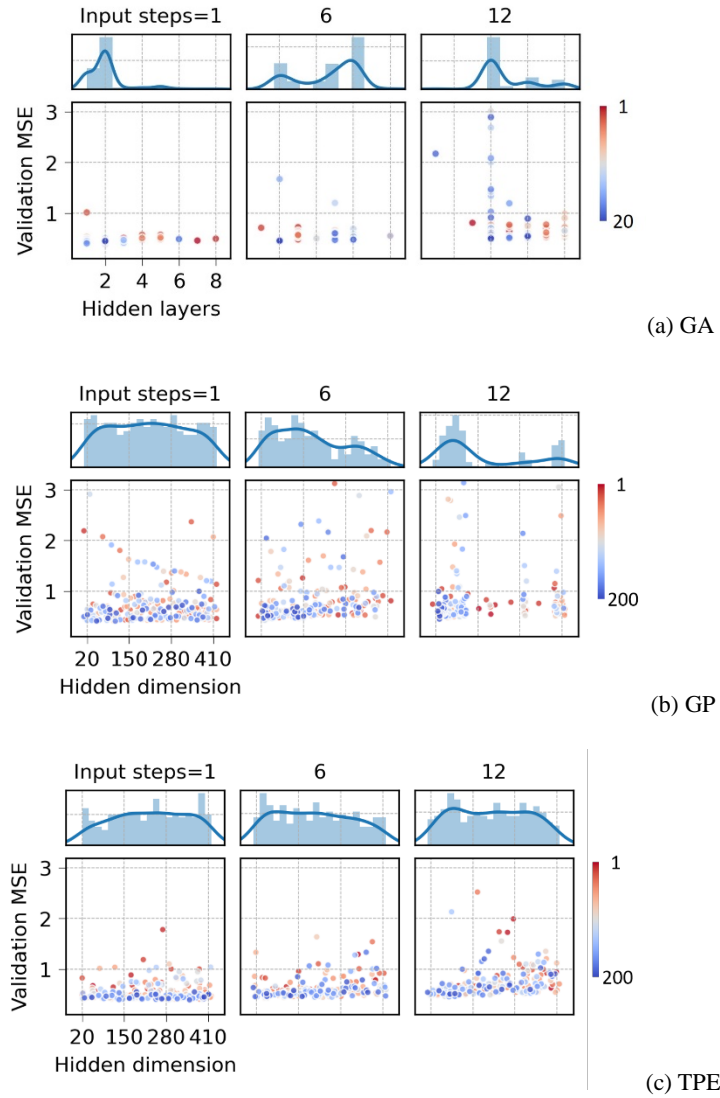 Input steps=1 6 12
3
2
1
Validation MSE
2 4 6 8
Hidden layers
1
20
(a) GA
Input steps=1 6 12
3
2
1
Validation MSE
20 150 280 410
Hidden dimension
1
200
(b) GP
Input steps=1 6 12
3
2
1
Validation MSE
20 150 280 410
Hidden dimension
1
200
(c) TPE